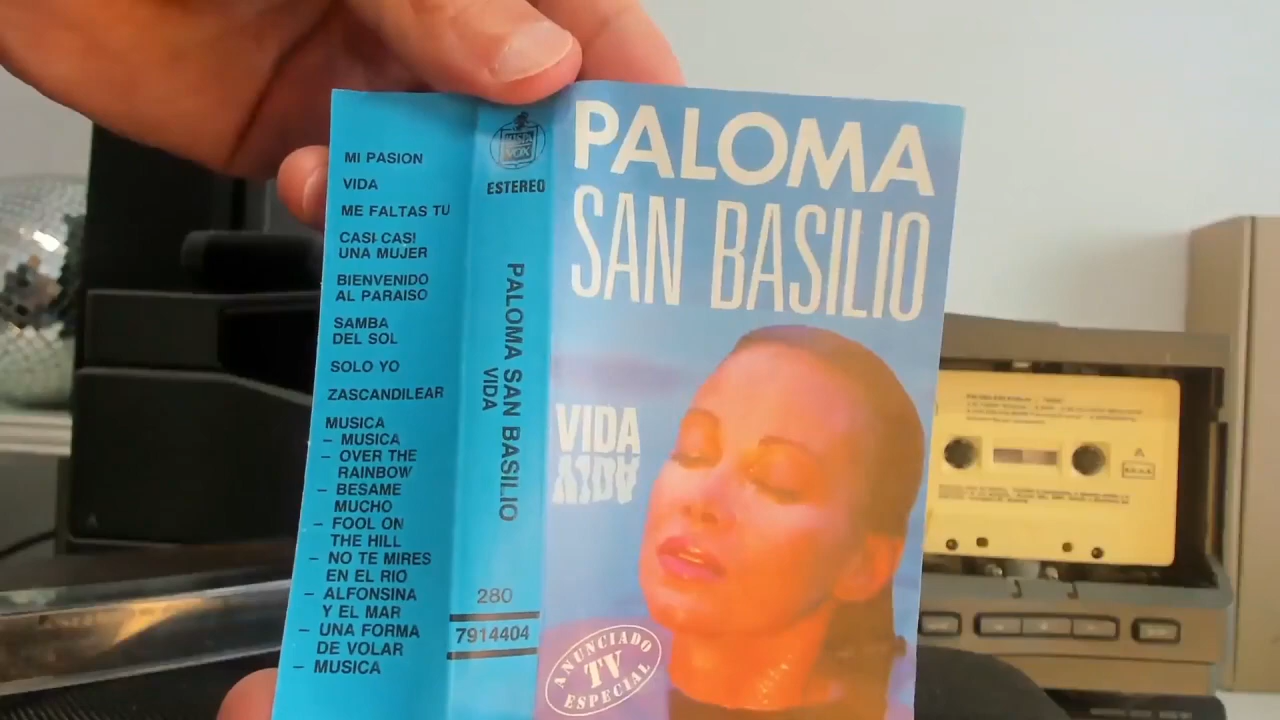 MI PASION
VIDA
ME FALTAS TU
CASI CASI
UNA MUJER
BIENVENIDO
AL PARAISO
SAMBA
DEL SOL
SOLO YO
ZASCANDILEAR
MUSICA
– MUSICA
– OVER THE
RAINBOW
– BESAME
MUCHO
– FOOL ON
THE HILL
– NO TE MIRES
EN EL RIO
– ALFONSINA
Y EL MAR
– UNA FORMA
DE VOLAR
– MUSICA
HISPA
VOX
ESTEREO
PALOMA SAN BASILIO
VIDA
280
7914404
PALOMA
SAN BASILIO
VIDA
VIDA
ANUNCIADO
TV
ESPECIAL
A